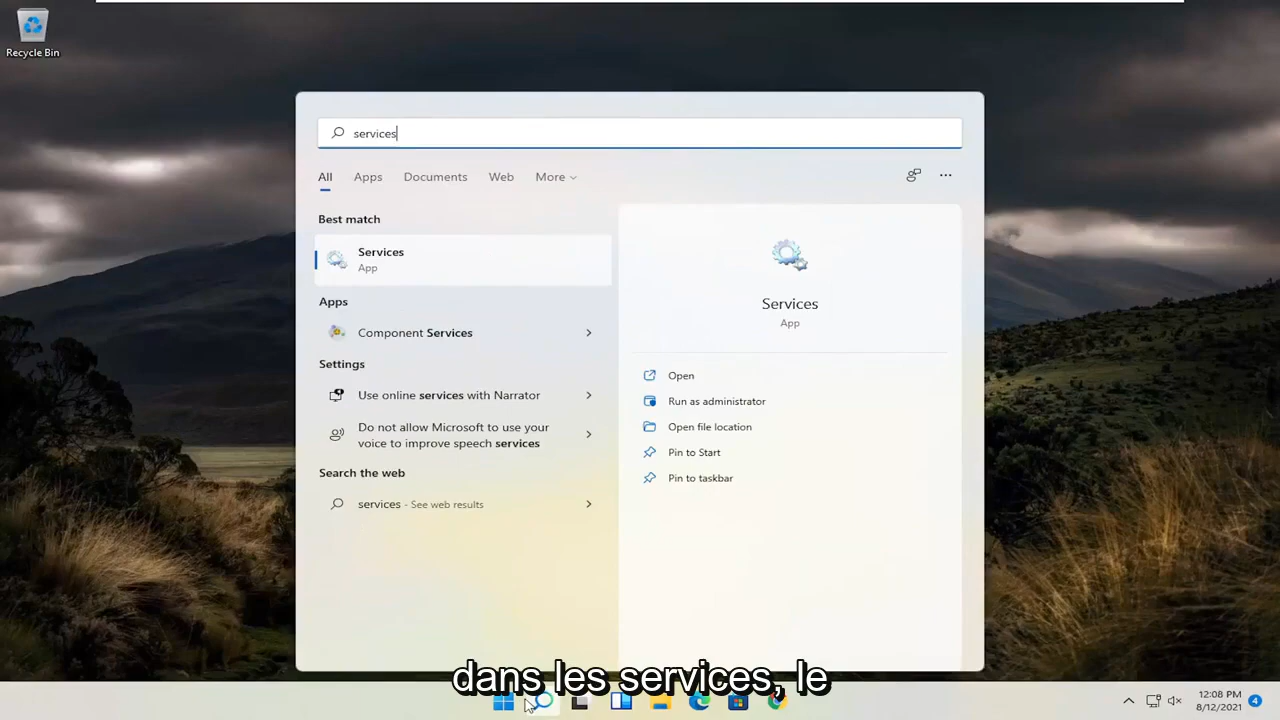 Recycle Bin
services
All Apps Documents Web More
Best match
Services
App
Apps
Component Services
Settings
Use online services with Narrator
Do not allow Microsoft to use your
voice to improve speech services
Search the web
services - See web results
Services
App
Open
Run as administrator
Open file location
Pin to Start
Pin to taskbar
dans les services, le
12:08 PM
8/12/2021
4